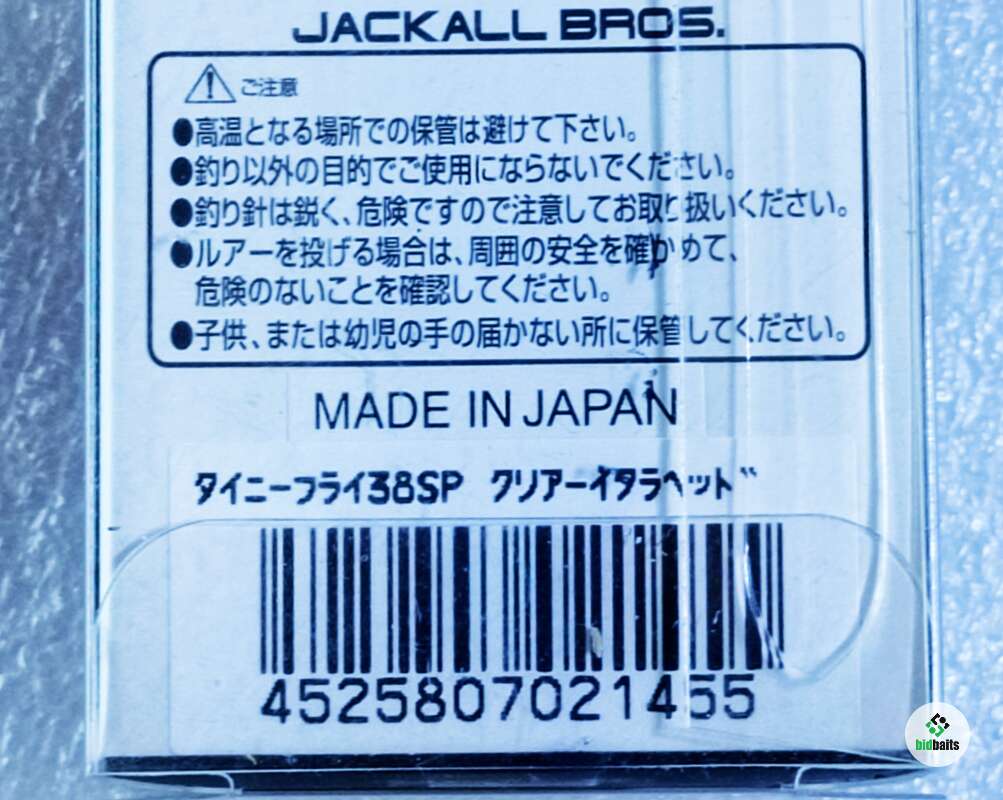 JACKALL BROS.
ご注意
●高温となる場所での保管は避けて下さい。
●釣り以外の目的でご使用にならないでください。
●釣り針は鋭く、危険ですので注意してお取り扱いください。
●ルアーを投げる場合は、周囲の安全を確かめて、
危険のないことを確認してください。
●子供、または幼児の手の届かない所に保管してください。
MADE IN JAPAN
タイニーフライ38SP クリアーイタラヘッド
4525807021455
bidbaits